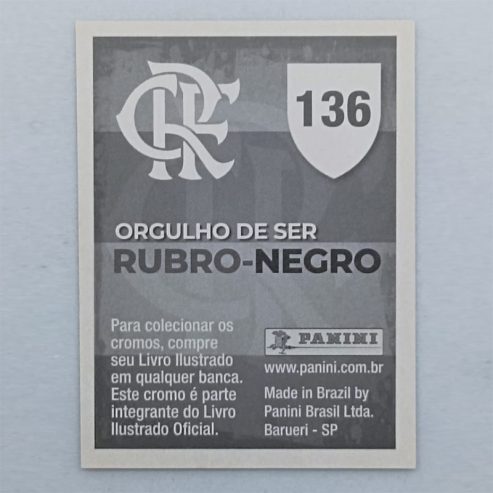 CRF
136
ORGULHO DE SER
RUBRO-NEGRO
Para colecionar os
cromos, compre
seu Livro Ilustrado
em qualquer banca.
Este cromo é parte
integrante do Livro
Ilustrado Oficial.
PANINI
www.panini.com.br
Made in Brazil by
Panini Brasil Ltda.
Barueri - SP